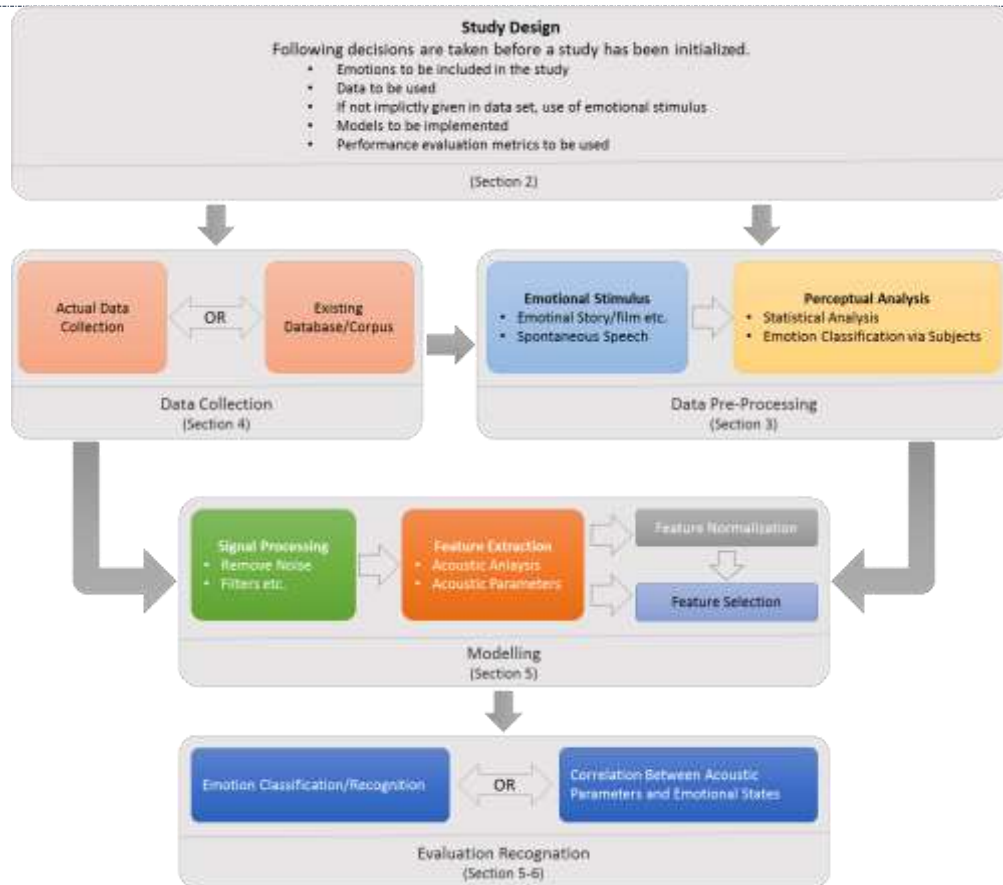 Study Design
Following decisions are taken before a study has been initialized.
• Emotions to be included in the study
• Data to be used
• If not implictly given in data set, use of emotional stimulus
• Models to be implemented
• Performance evaluation metrics to be used
(Section 2)
Actual Data
Collection
OR
Existing
Database/Corpus
Data Collection
(Section 4)
Emotional Stimulus
• Emotinal Story/film etc.
• Spontaneous Speech
Perceptual Analysis
• Statistical Analysis
• Emotion Classification via Subjects
Data Pre-Processing
(Section 3)
Signal Processing
• Remove Noise
• Filters etc.
Feature Extraction
• Acoustic Anlaysis
• Acoustic Parameters
Feature Normalization
Feature Selection
Modelling
(Section 5)
Emotion Classification/Recognition
OR
Correlation Between Acoustic
Parameters and Emotional States
Evaluation Recognation
(Section 5-6)